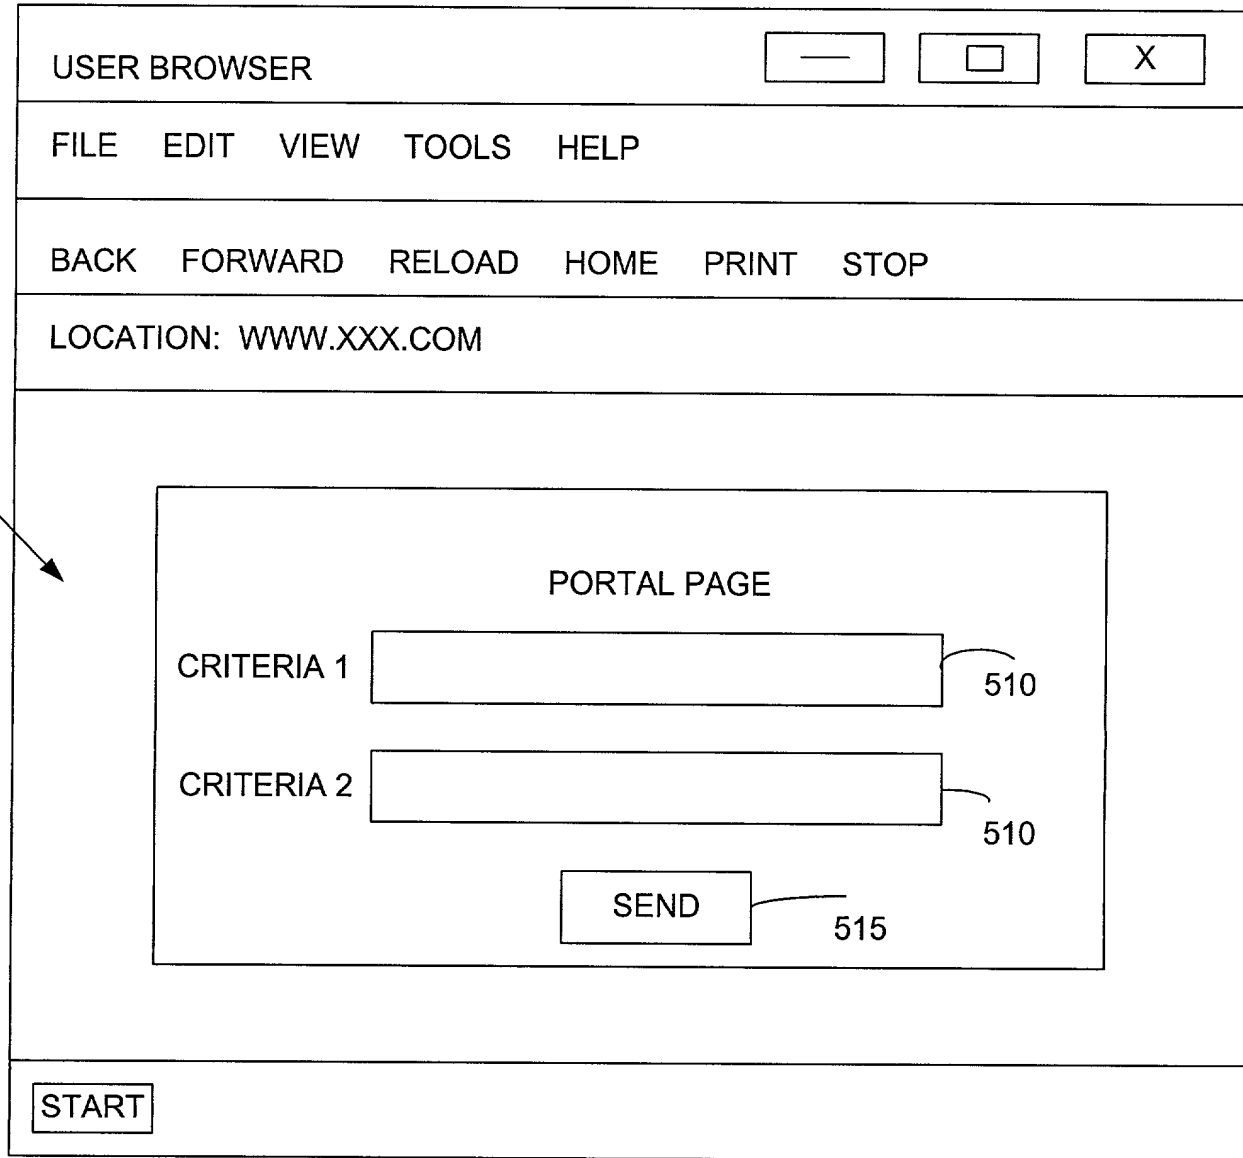 USER BROWSER X
FILE EDIT VIEW TOOLS HELP
BACK FORWARD RELOAD HOME PRINT STOP
LOCATION: WWW.XXX.COM
PORTAL PAGE
CRITERIA 1
510
CRITERIA 2
510
SEND
515
START